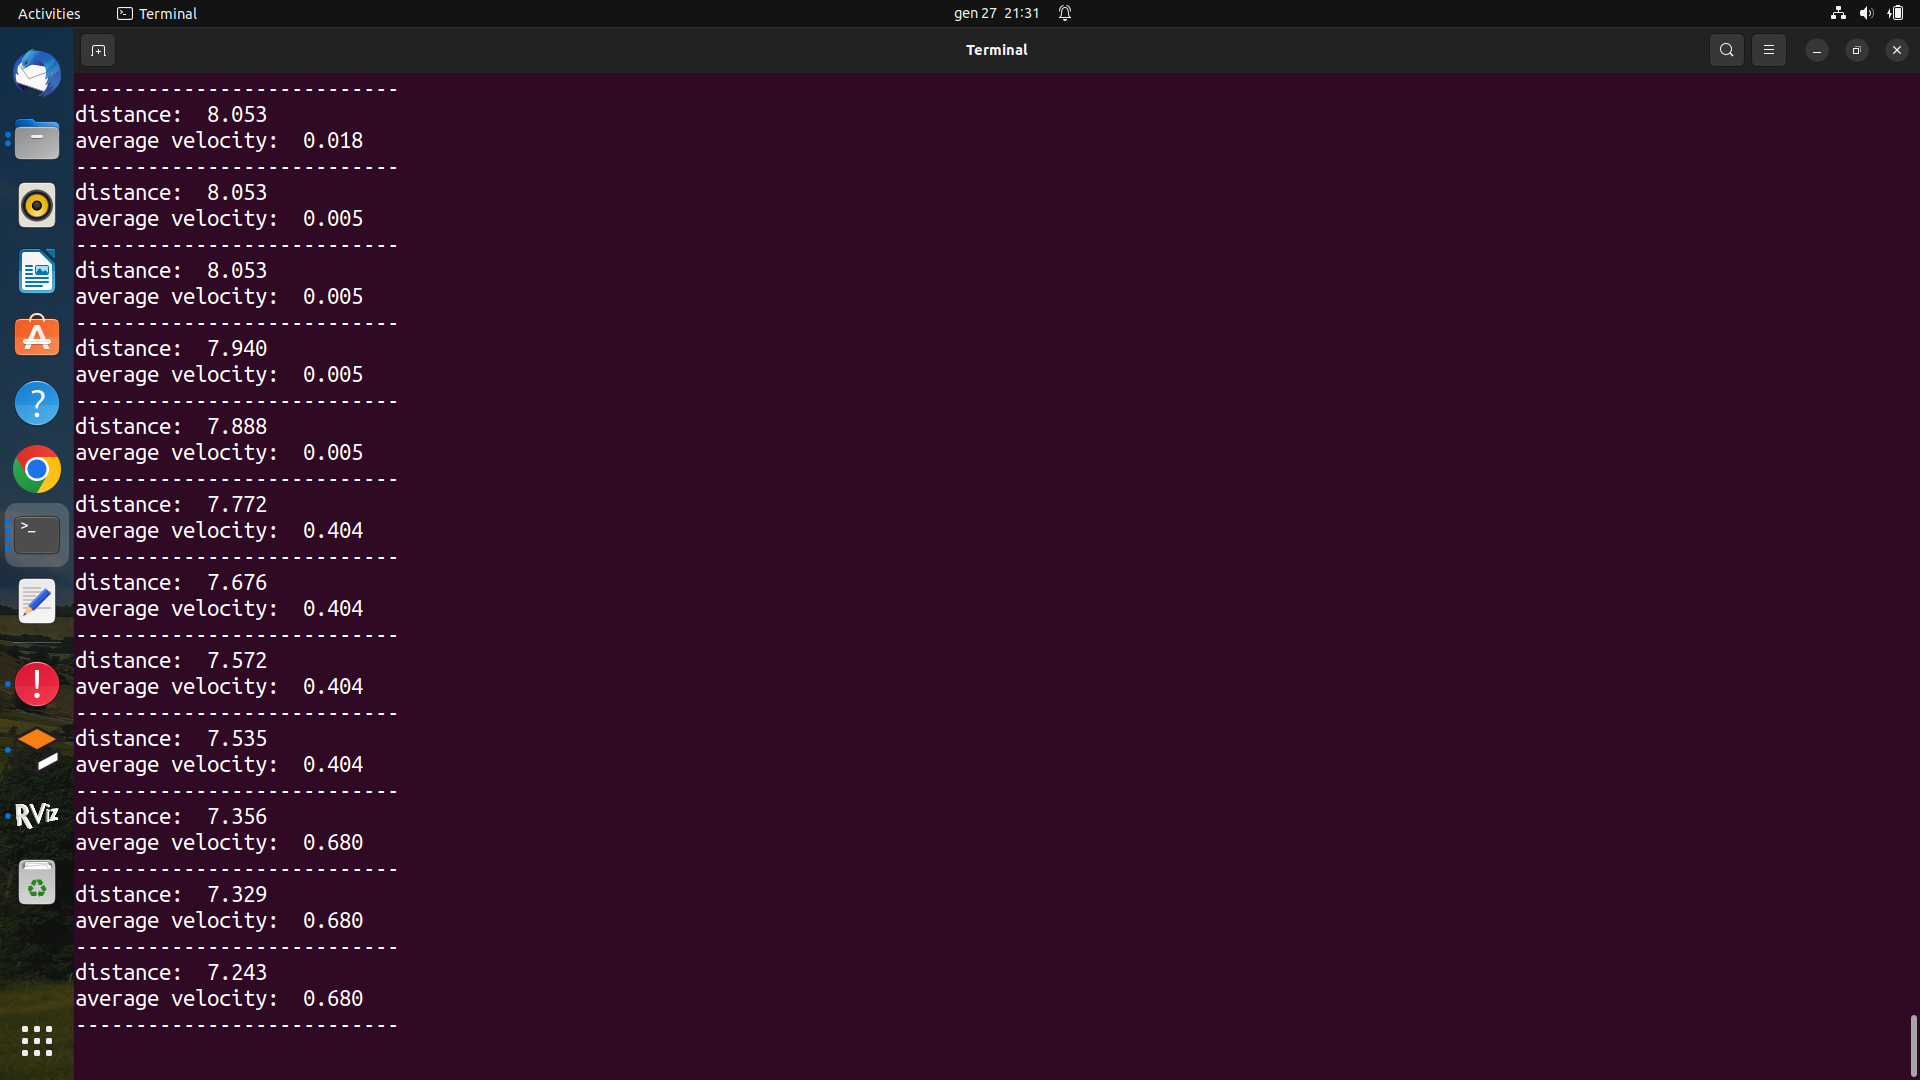 Activities Terminal gen 27 21:31
Terminal
---------------------------
distance:  8.053
average velocity:  0.018
---------------------------
distance:  8.053
average velocity:  0.005
---------------------------
distance:  8.053
average velocity:  0.005
---------------------------
distance:  7.940
average velocity:  0.005
---------------------------
distance:  7.888
average velocity:  0.005
---------------------------
distance:  7.772
average velocity:  0.404
---------------------------
distance:  7.676
average velocity:  0.404
---------------------------
distance:  7.572
average velocity:  0.404
---------------------------
distance:  7.535
average velocity:  0.404
---------------------------
distance:  7.356
average velocity:  0.680
---------------------------
distance:  7.329
average velocity:  0.680
---------------------------
distance:  7.243
average velocity:  0.680
---------------------------
RViz